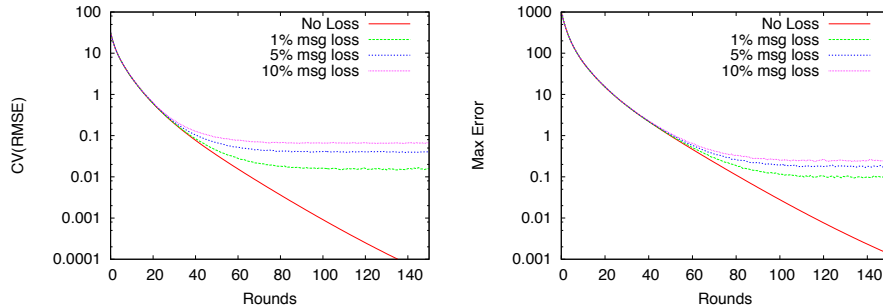 100
10
1
0.1
0.01
0.001
0.0001
CV(RMSE)
0 20 40 60 80 100 120 140
Rounds
No Loss
1% msg loss
5% msg loss
10% msg loss
1000
100
10
1
0.1
0.01
0.001
Max Error
0 20 40 60 80 100 120 140
Rounds
No Loss
1% msg loss
5% msg loss
10% msg loss